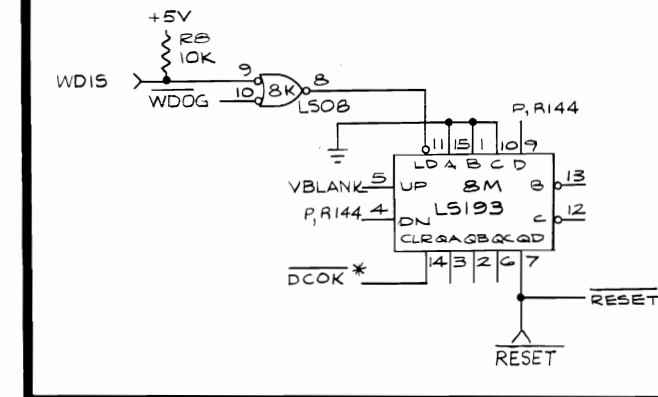 +5V
R8
10K
WDIS
9
8
10
8K
WDOG
LS08
P,R144
11 15 1 10 9
LD A B C D
VBLANK 5 UP 8M B 13
P,R144 4 DN LS193 C 12
CLR QA QB QC QD
14 3 2 6 7
DCOK *
RESET
RESET